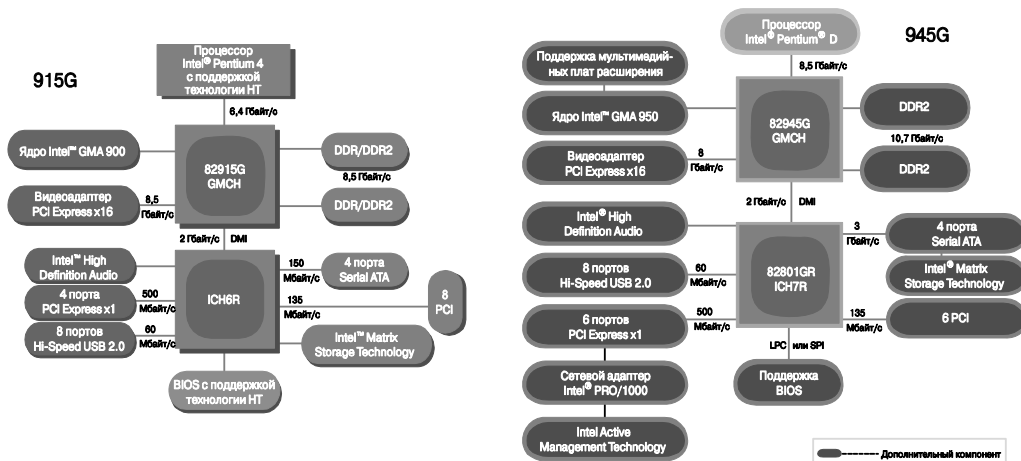 915G
Процессор
Intel® Pentium 4
с поддержкой
технологии HT
6,4 Гбайт/с
Ядро Intel™ GMA 900
82915G
GMCH
DDR/DDR2
8,5 Гбайт/с
DDR/DDR2
Видеоадаптер
PCI Express x16
8,5
Гбайт/с
2 Гбайт/с
DMI
Intel™ High
Definition Audio
4 порта
PCI Express x1
500
Мбайт/с
8 портов
Hi-Speed USB 2.0
60
Мбайт/с
ICH6R
150
Мбайт/с
4 порта
Serial ATA
135
Мбайт/с
8
PCI
Intel™ Matrix
Storage Technology
BIOS с поддержкой
технологии HT
945G
Процессор
Intel® Pentium® D
8,5 Гбайт/с
Поддержка мультимедий-
ных плат расширения
Ядро Intel™ GMA 950
Видеоадаптер
PCI Express x16
8
Гбайт/с
82945G
GMCH
DDR2
10,7 Гбайт/с
DDR2
2 Гбайт/с
DMI
Intel® High
Definition Audio
8 портов
Hi-Speed USB 2.0
60
Мбайт/с
6 портов
PCI Express x1
500
Мбайт/с
Сетевой адаптер
Intel® PRO/1000
Intel Active
Management Technology
82801GR
ICH7R
3
Гбайт/с
4 порта
Serial ATA
Intel® Matrix
Storage Technology
135
Мбайт/с
6 PCI
LPC или SPI
Поддержка
BIOS
Дополнительный компонент